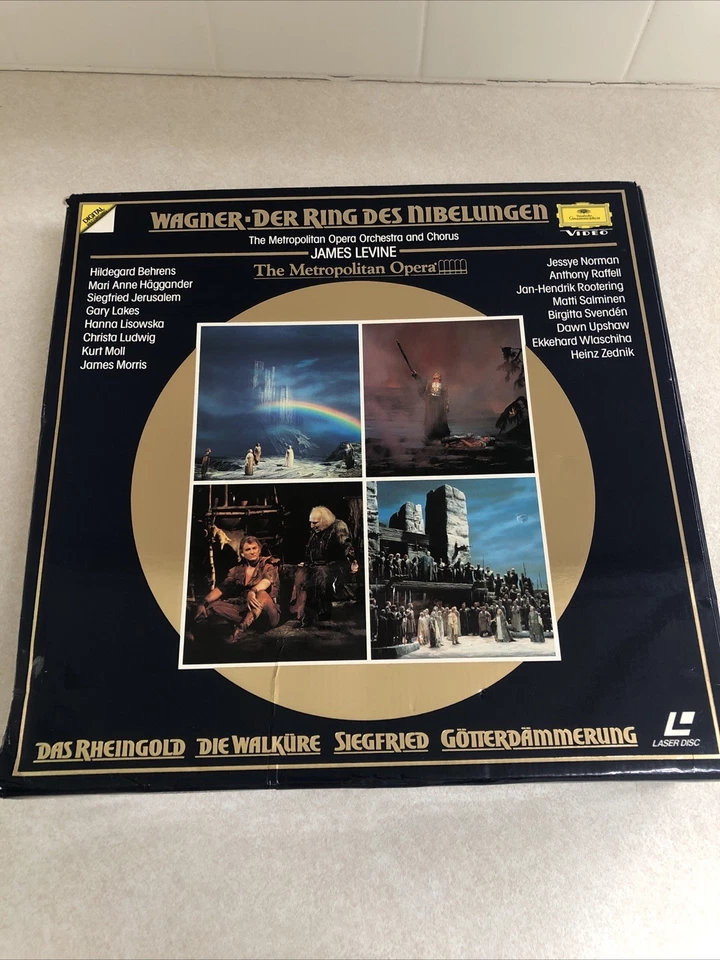 DIGITAL
WAGNER·DER RING DES NIBELUNGEN
Deutsche Grammophon
VIDEO
The Metropolitan Opera Orchestra and Chorus
JAMES LEVINE
The Metropolitan Opera
Hildegard Behrens
Mari Anne Häggander
Siegfried Jerusalem
Gary Lakes
Hanna Lisowska
Christa Ludwig
Kurt Moll
James Morris
Jessye Norman
Anthony Raffell
Jan-Hendrik Rootering
Matti Salminen
Birgitta Svendén
Dawn Upshaw
Ekkehard Wlaschiha
Heinz Zednik
DAS RHEINGOLD DIE WALKÜRE SIEGFRIED GÖTTERDÄMMERUNG
LASER DISC